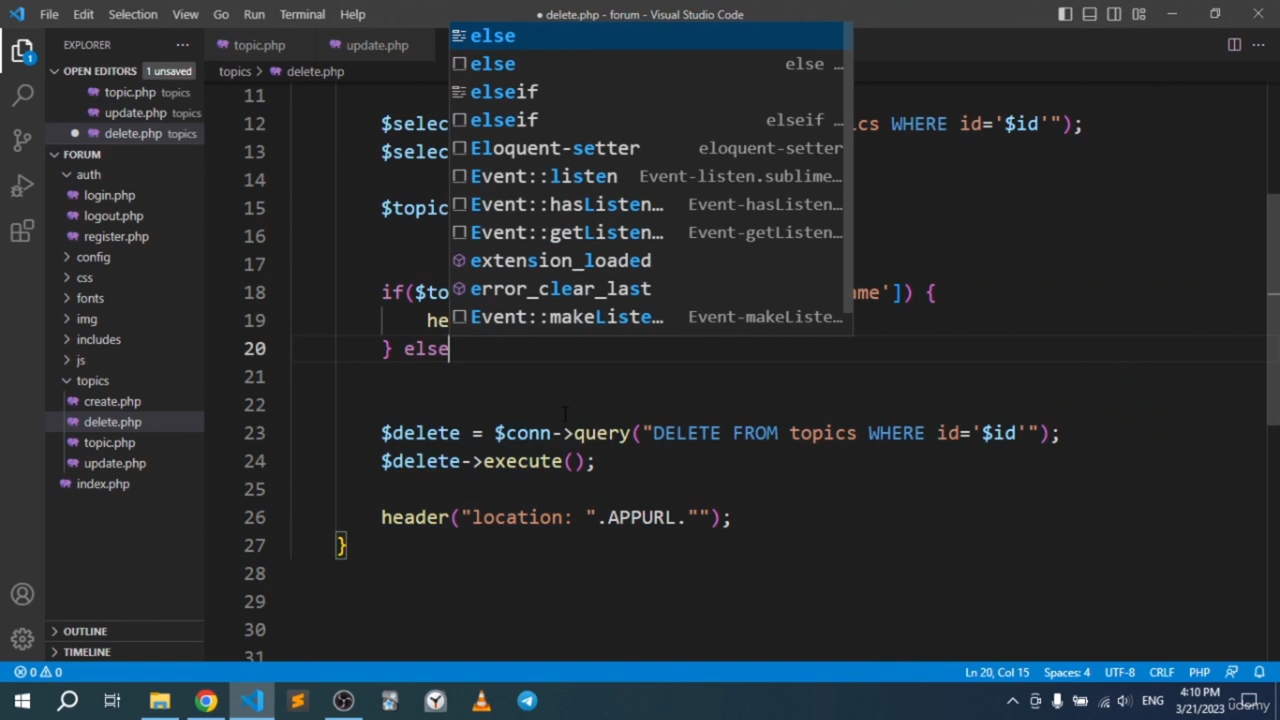 File Edit Selection View Go Run Terminal Help
● delete.php - forum - Visual Studio Code
EXPLORER
topic.php
update.php
OPEN EDITORS 1 unsaved
topic.php topics
update.php topics
delete.php topics
FORUM
auth
login.php
logout.php
register.php
config
css
fonts
img
includes
js
topics
create.php
delete.php
topic.php
update.php
index.php
OUTLINE
TIMELINE
topics > delete.php
else
else else ...
elseif
elseif elseif ...
Eloquent-setter eloquent-setter
Event::listen Event-listen.sublime...
Event::hasListen... Event-hasListen...
Event::getListen... Event-getListen...
extension_loaded
error_clear_last
Event::makeListe... Event-makeListe...
11
12 $selec cs WHERE id='$id'");
13 $selec
14
15 $topic
16
17
18 if($to me']) {
19 he
20 } else
21
22
23 $delete = $conn->query("DELETE FROM topics WHERE id='$id'");
24 $delete->execute();
25
26 header("location: ".APPURL."");
27 }
28
29
30
31
0 0 Ln 20, Col 15 Spaces: 4 UTF-8 CRLF PHP
ENG 4:10 PM
3/21/2023
udemy